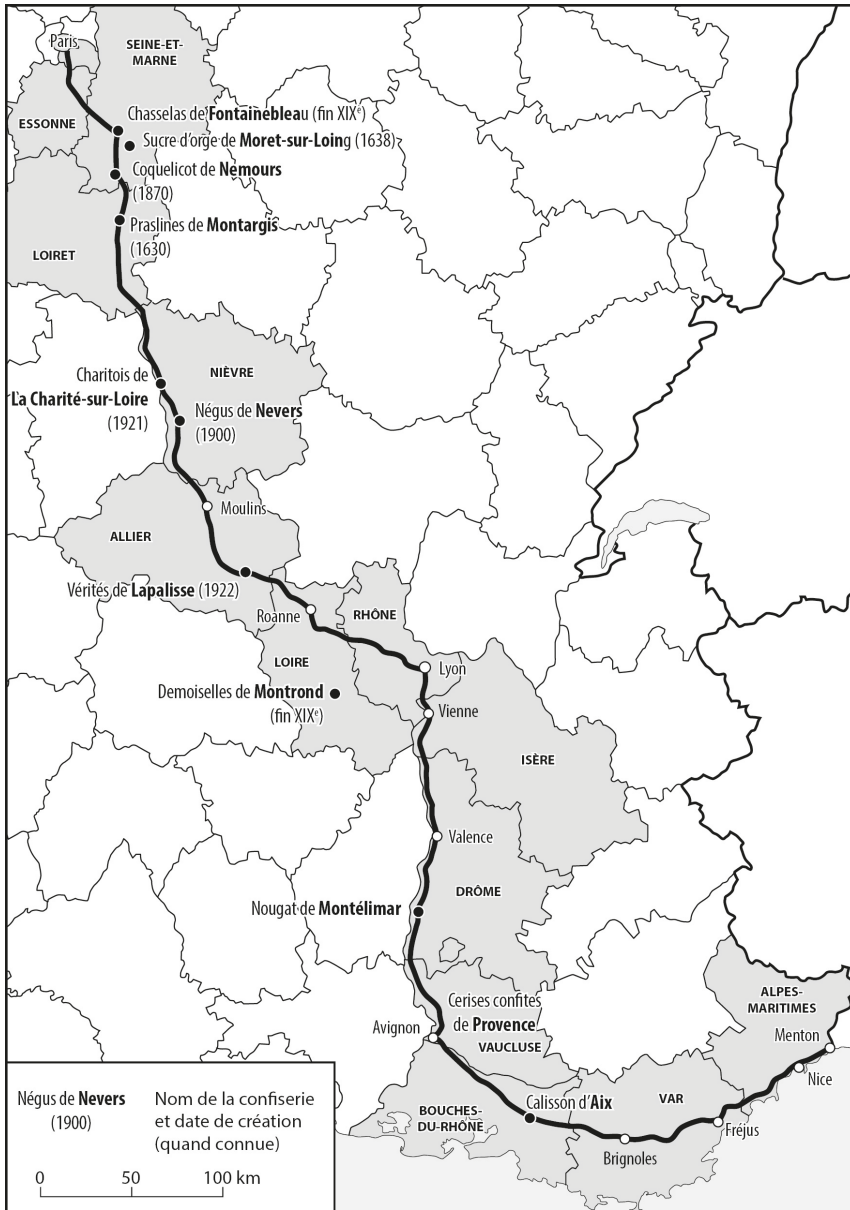 Paris
SEINE-ET-
MARNE
ESSONNE
Chasselas de Fontainebleau (fin XIXe)
Sucre d'orge de Moret-sur-Loing (1638)
Coquelicot de Nemours
(1870)
Praslines de Montargis
(1630)
LOIRET
Charitois de
La Charité-sur-Loire
(1921)
NIÈVRE
Négus de Nevers
(1900)
Moulins
ALLIER
Vérités de Lapalisse (1922)
Roanne
RHÔNE
LOIRE
Lyon
Demoiselles de Montrond
(fin XIXe)
Vienne
ISÈRE
Valence
DRÔME
Nougat de Montélimar
Cerises confites
de Provence
VAUCLUSE
Avignon
ALPES-
MARITIMES
Menton
Nice
Calisson d'Aix
VAR
BOUCHES-
DU-RHÔNE
Fréjus
Brignoles
Négus de Nevers
(1900)
Nom de la confiserie
et date de création
(quand connue)
0 50 100 km